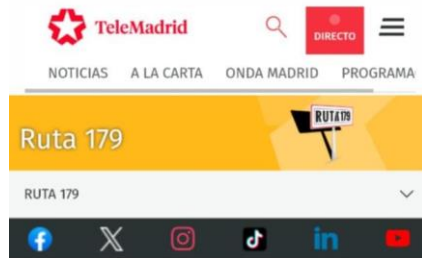 TeleMadrid
DIRECTO
NOTICIAS A LA CARTA ONDA MADRID PROGRAMA
RUTA 179
Ruta 179
RUTA 179